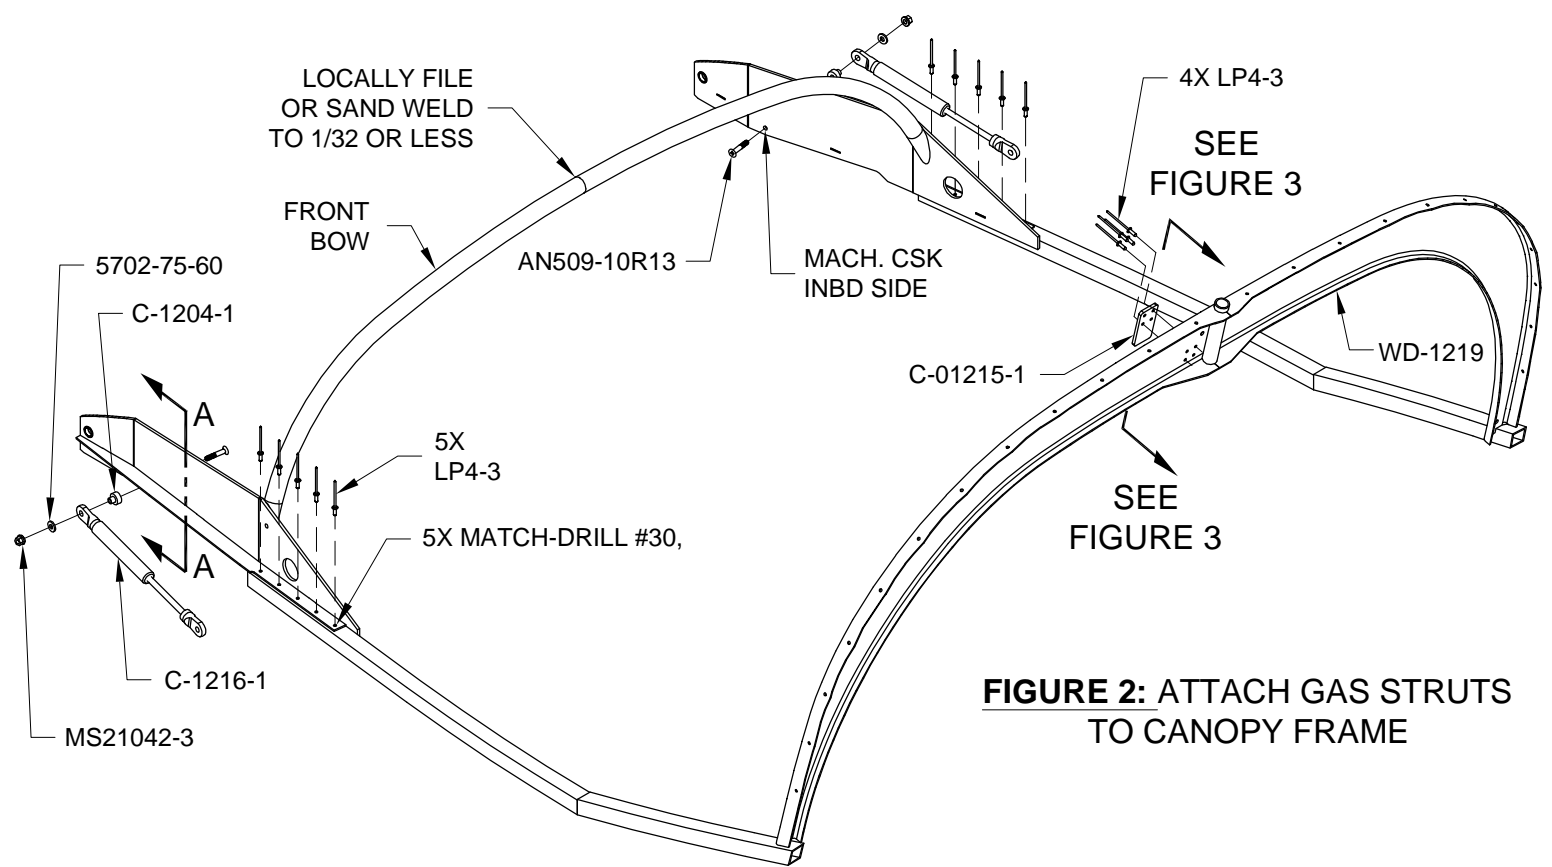 LOCALLY FILE
OR SAND WELD
TO 1/32 OR LESS
4X LP4-3
SEE
FIGURE 3
FRONT
BOW
AN509-10R13
MACH. CSK
INBD SIDE
5702-75-60
C-1204-1
WD-1219
C-01215-1
A
5X
LP4-3
SEE
FIGURE 3
5X MATCH-DRILL #30,
A
C-1216-1
MS21042-3
FIGURE 2: ATTACH GAS STRUTS
TO CANOPY FRAME